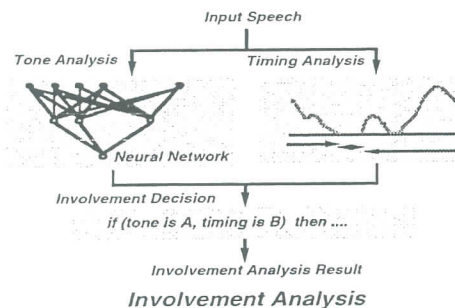 Input Speech
Tone Analysis
Timing Analysis
Neural Network
Involvement Decision
if (tone is A, timing is B) then ....
Involvement Analysis Result
Involvement Analysis